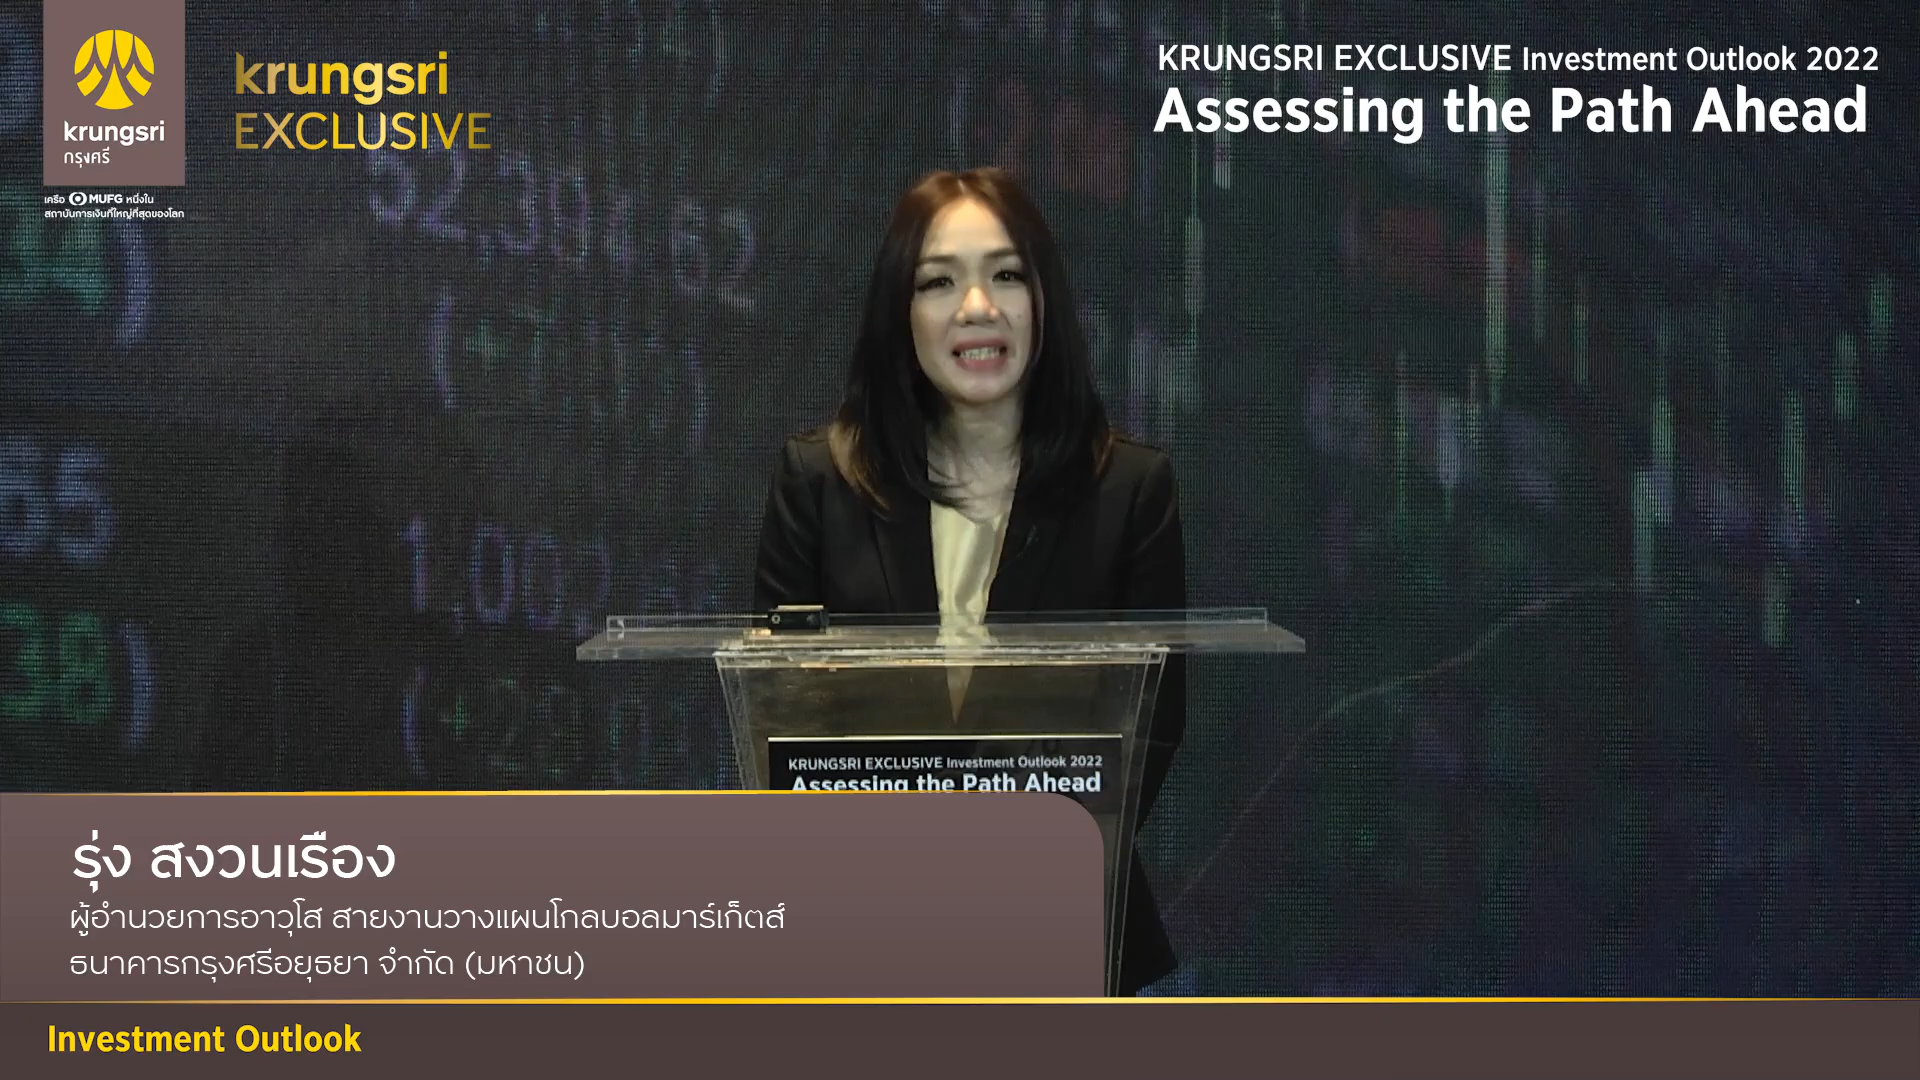 krungsri
กรุงศรี
เครือ MUFG หนึ่งใน
สถาบันการเงินที่ใหญ่ที่สุดของโลก
krungsri
EXCLUSIVE
KRUNGSRI EXCLUSIVE Investment Outlook 2022
Assessing the Path Ahead
52,394.62
1,002
KRUNGSRI EXCLUSIVE Investment Outlook 2022
Assessing the Path Ahead
รุ่ง สงวนเรือง
ผู้อำนวยการอาวุโส สายงานวางแผนโกลบอลมาร์เก็ตส์
ธนาคารกรุงศรีอยุธยา จำกัด (มหาชน)
Investment Outlook